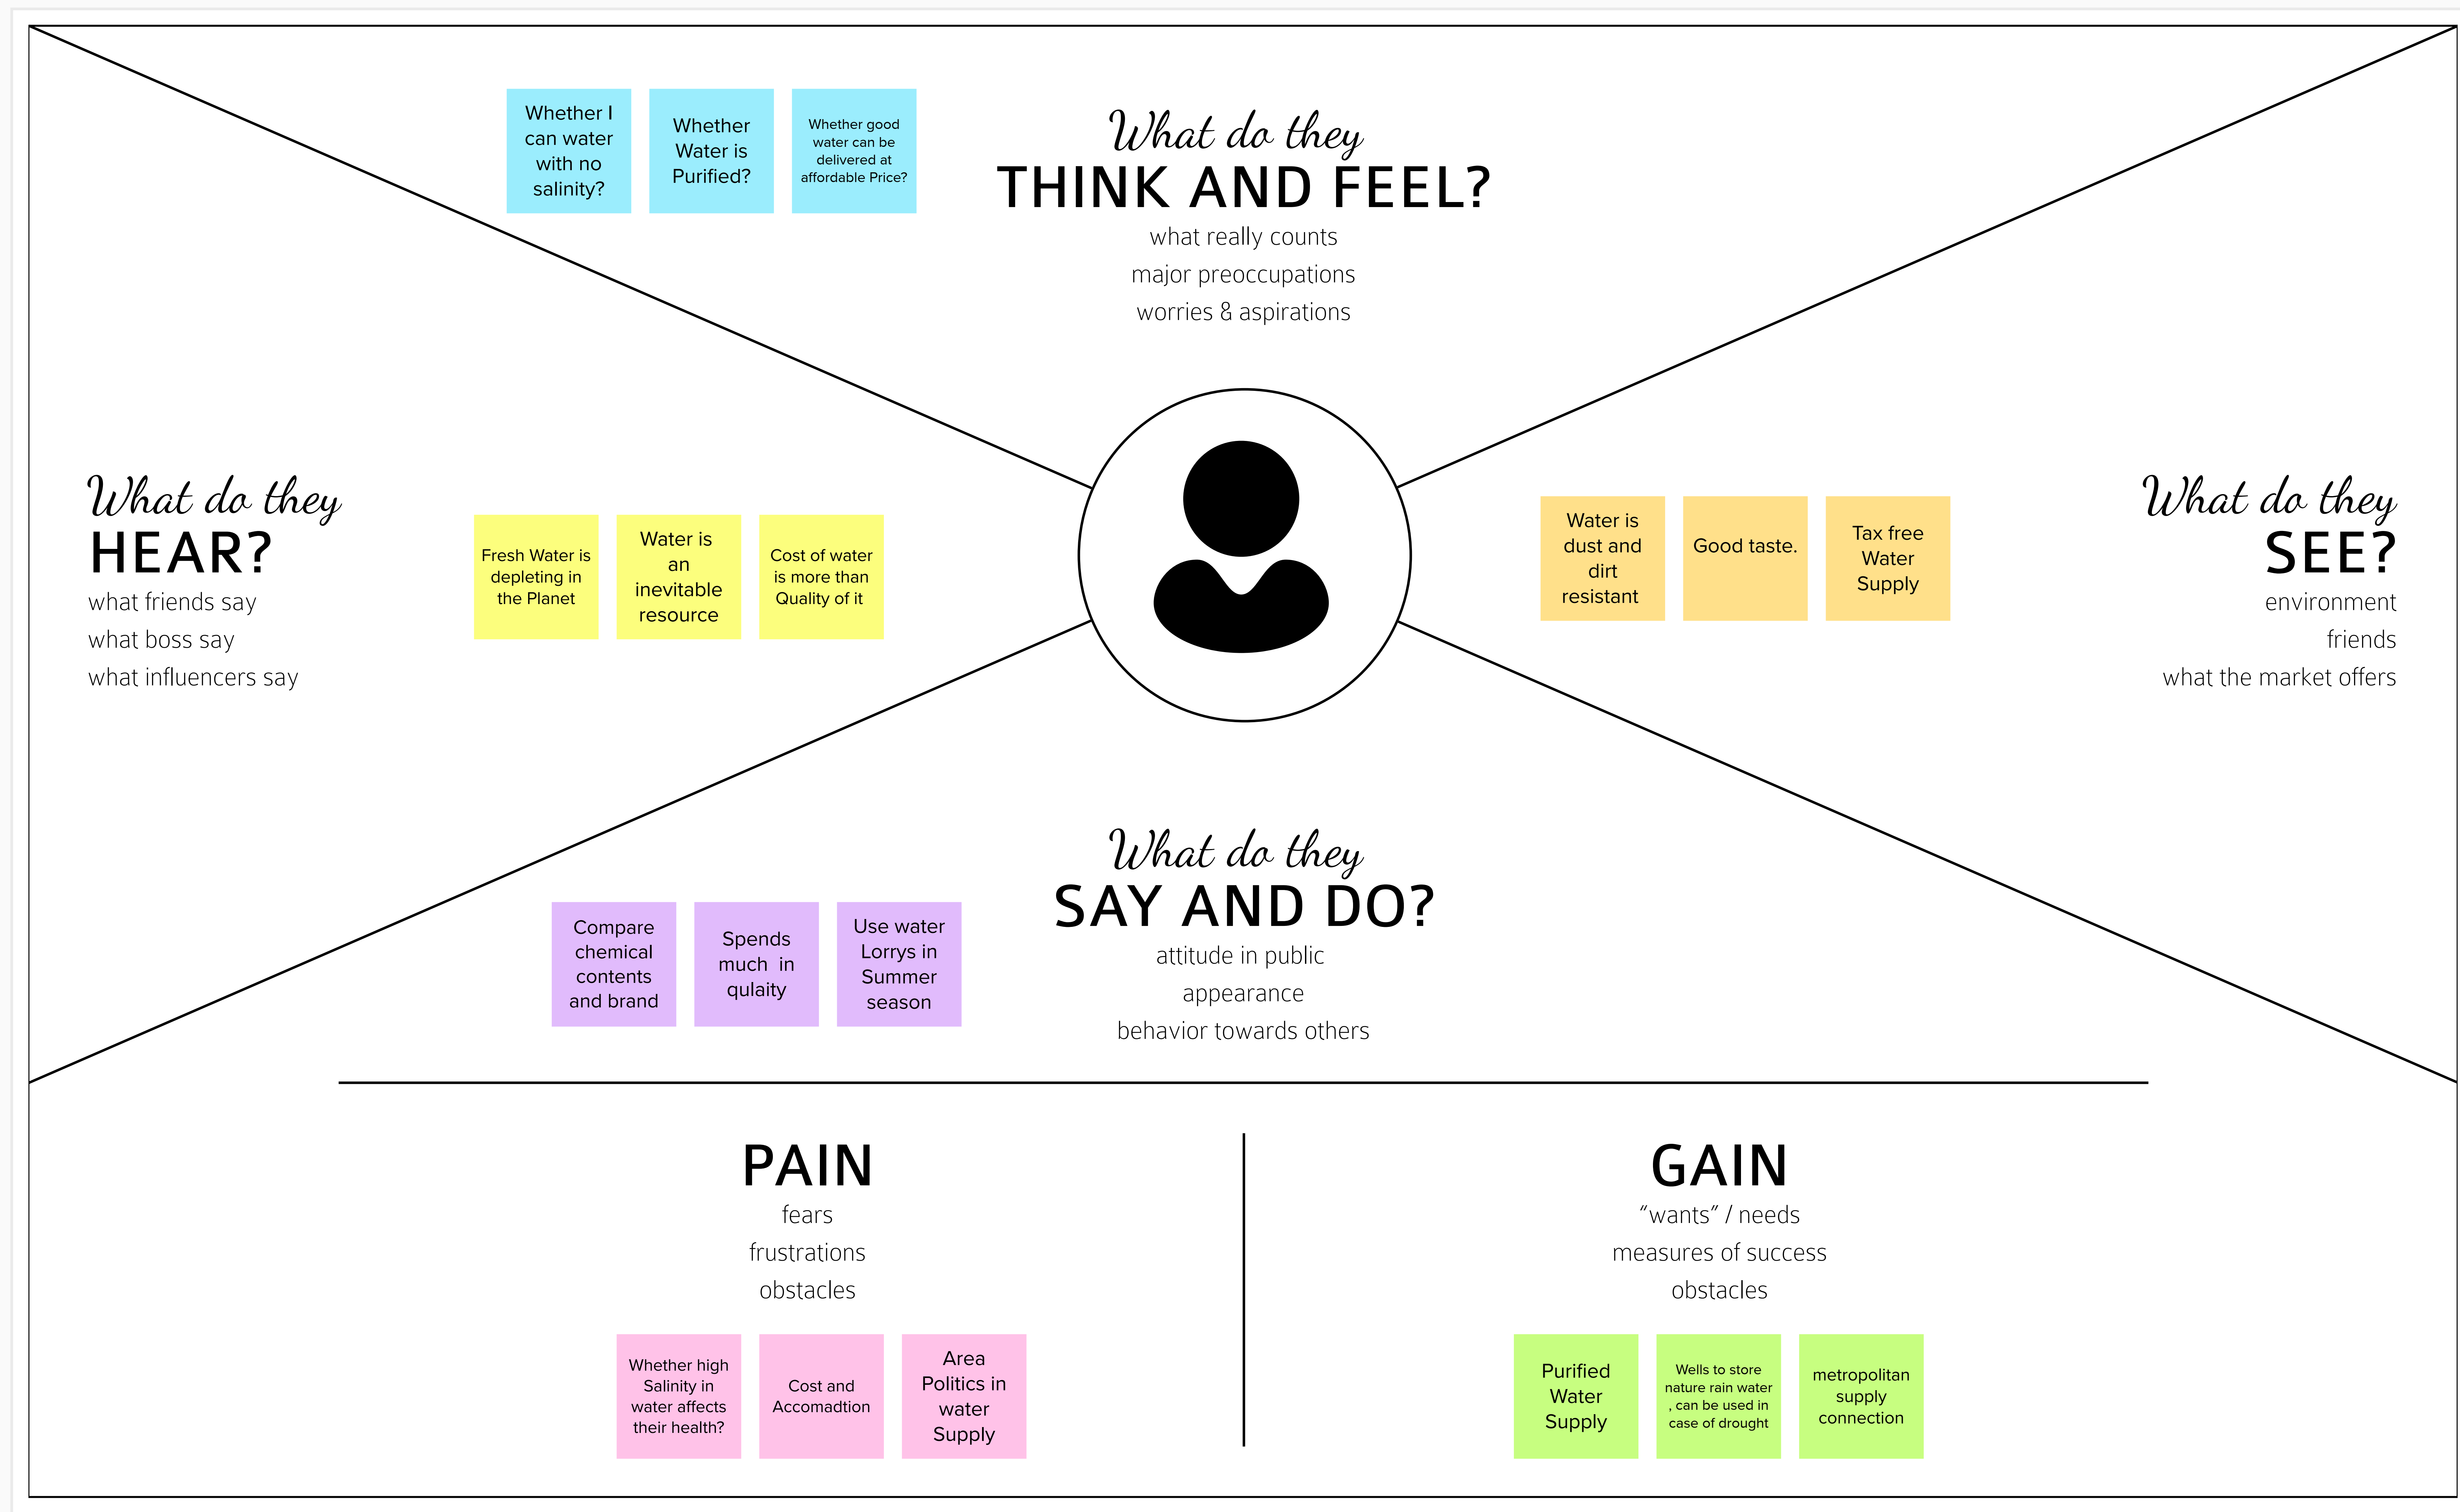 Whether I
can water
with no
salinity?
Whether
Water is
Purified?
Whether good
water can be
delivered at
affordable Price?
What do they
THINK AND FEEL?
what really counts
major preoccupations
worries & aspirations
What do they
HEAR?
what friends say
what boss say
what influencers say
Fresh Water is
depleting in
the Planet
Water is
an
inevitable
resource
Cost of water
is more than
Quality of it
Water is
dust and
dirt
resistant
Good taste.
Tax free
Water
Supply
What do they
SEE?
environment
friends
what the market offers
What do they
SAY AND DO?
attitude in public
appearance
behavior towards others
Compare
chemical
contents
and brand
Spends
much in
qulaity
Use water
Lorrys in
Summer
season
PAIN
fears
frustrations
obstacles
Whether high
Salinity in
water affects
their health?
Cost and
Accomadtion
Area
Politics in
water
Supply
GAIN
“wants” / needs
measures of success
obstacles
Purified
Water
Supply
Wells to store
nature rain water
, can be used in
case of drought
metropolitan
supply
connection